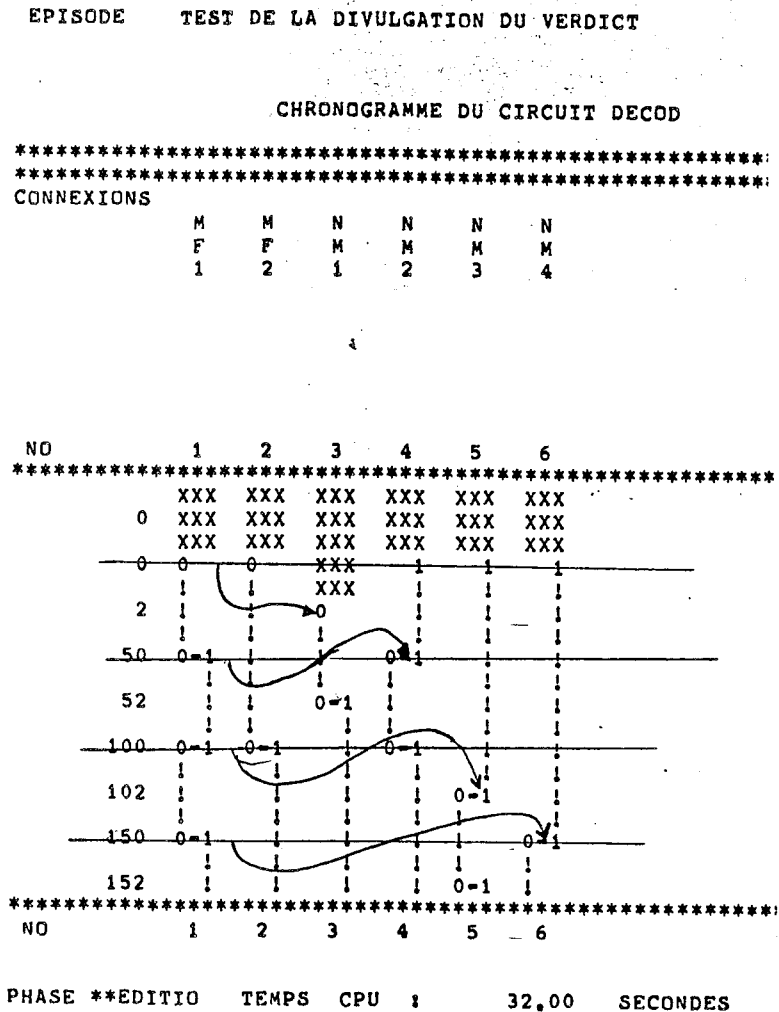 EPISODE TEST DE LA DIVULGATION DU VERDICT
CHRONOGRAMME DU CIRCUIT DECOD
*******************************************************:
*******************************************************:
CONNEXIONS
M M N N N N
F F M M M M
1 2 1 2 3 4
NO 1 2 3 4 5 6
********************************************************
XXX XXX XXX XXX XXX XXX
0 XXX XXX XXX XXX XXX XXX
XXX XXX XXX XXX XXX XXX
0 0 0 XXX 1 1 1
! ! XXX ! ! !
2 ! ! 0 ! ! !
! ! ! ! ! !
50 0-1 ! ! 0-1 ! !
! ! ! ! ! !
52 ! ! 0-1 ! ! !
! ! ! ! ! !
100 0-1 0-1 ! 0-1 ! !
! ! ! ! ! !
102 ! ! ! ! 0-1 !
! ! ! ! ! !
150 0-1 ! ! ! ! 0-1
! ! ! ! ! !
152 ! ! ! ! 0-1 !
*******************************************************:
NO 1 2 3 4 5 6
PHASE **EDITIO TEMPS CPU : 32,00 SECONDES